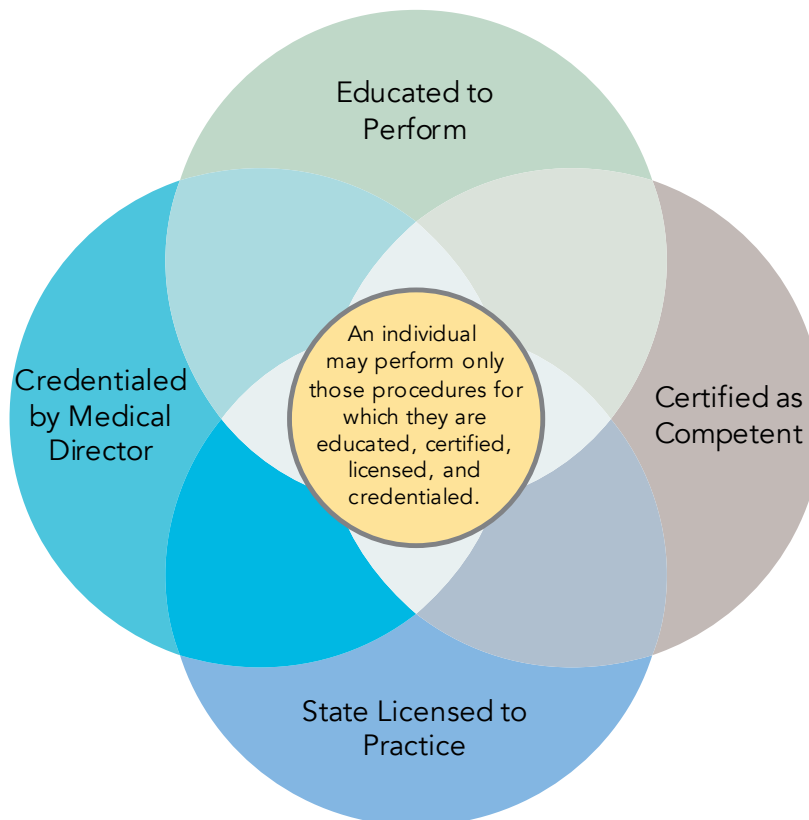 Educated to
Perform
Credentialed
by Medical
Director
An individual
may perform only
those procedures for
which they are
educated, certified,
licensed, and
credentialed.
Certified as
Competent
State Licensed to
Practice